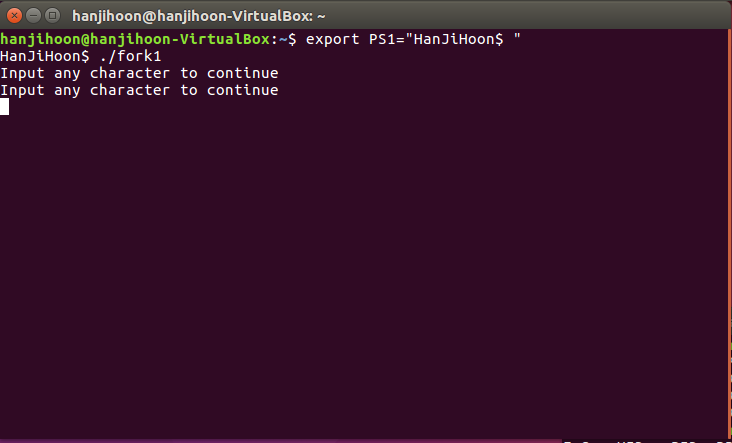 hanjihoon@hanjihoon-VirtualBox: ~
hanjihoon@hanjihoon-VirtualBox:~$ export PS1="HanJiHoon$ "
HanJiHoon$ ./fork1
Input any character to continue
Input any character to continue